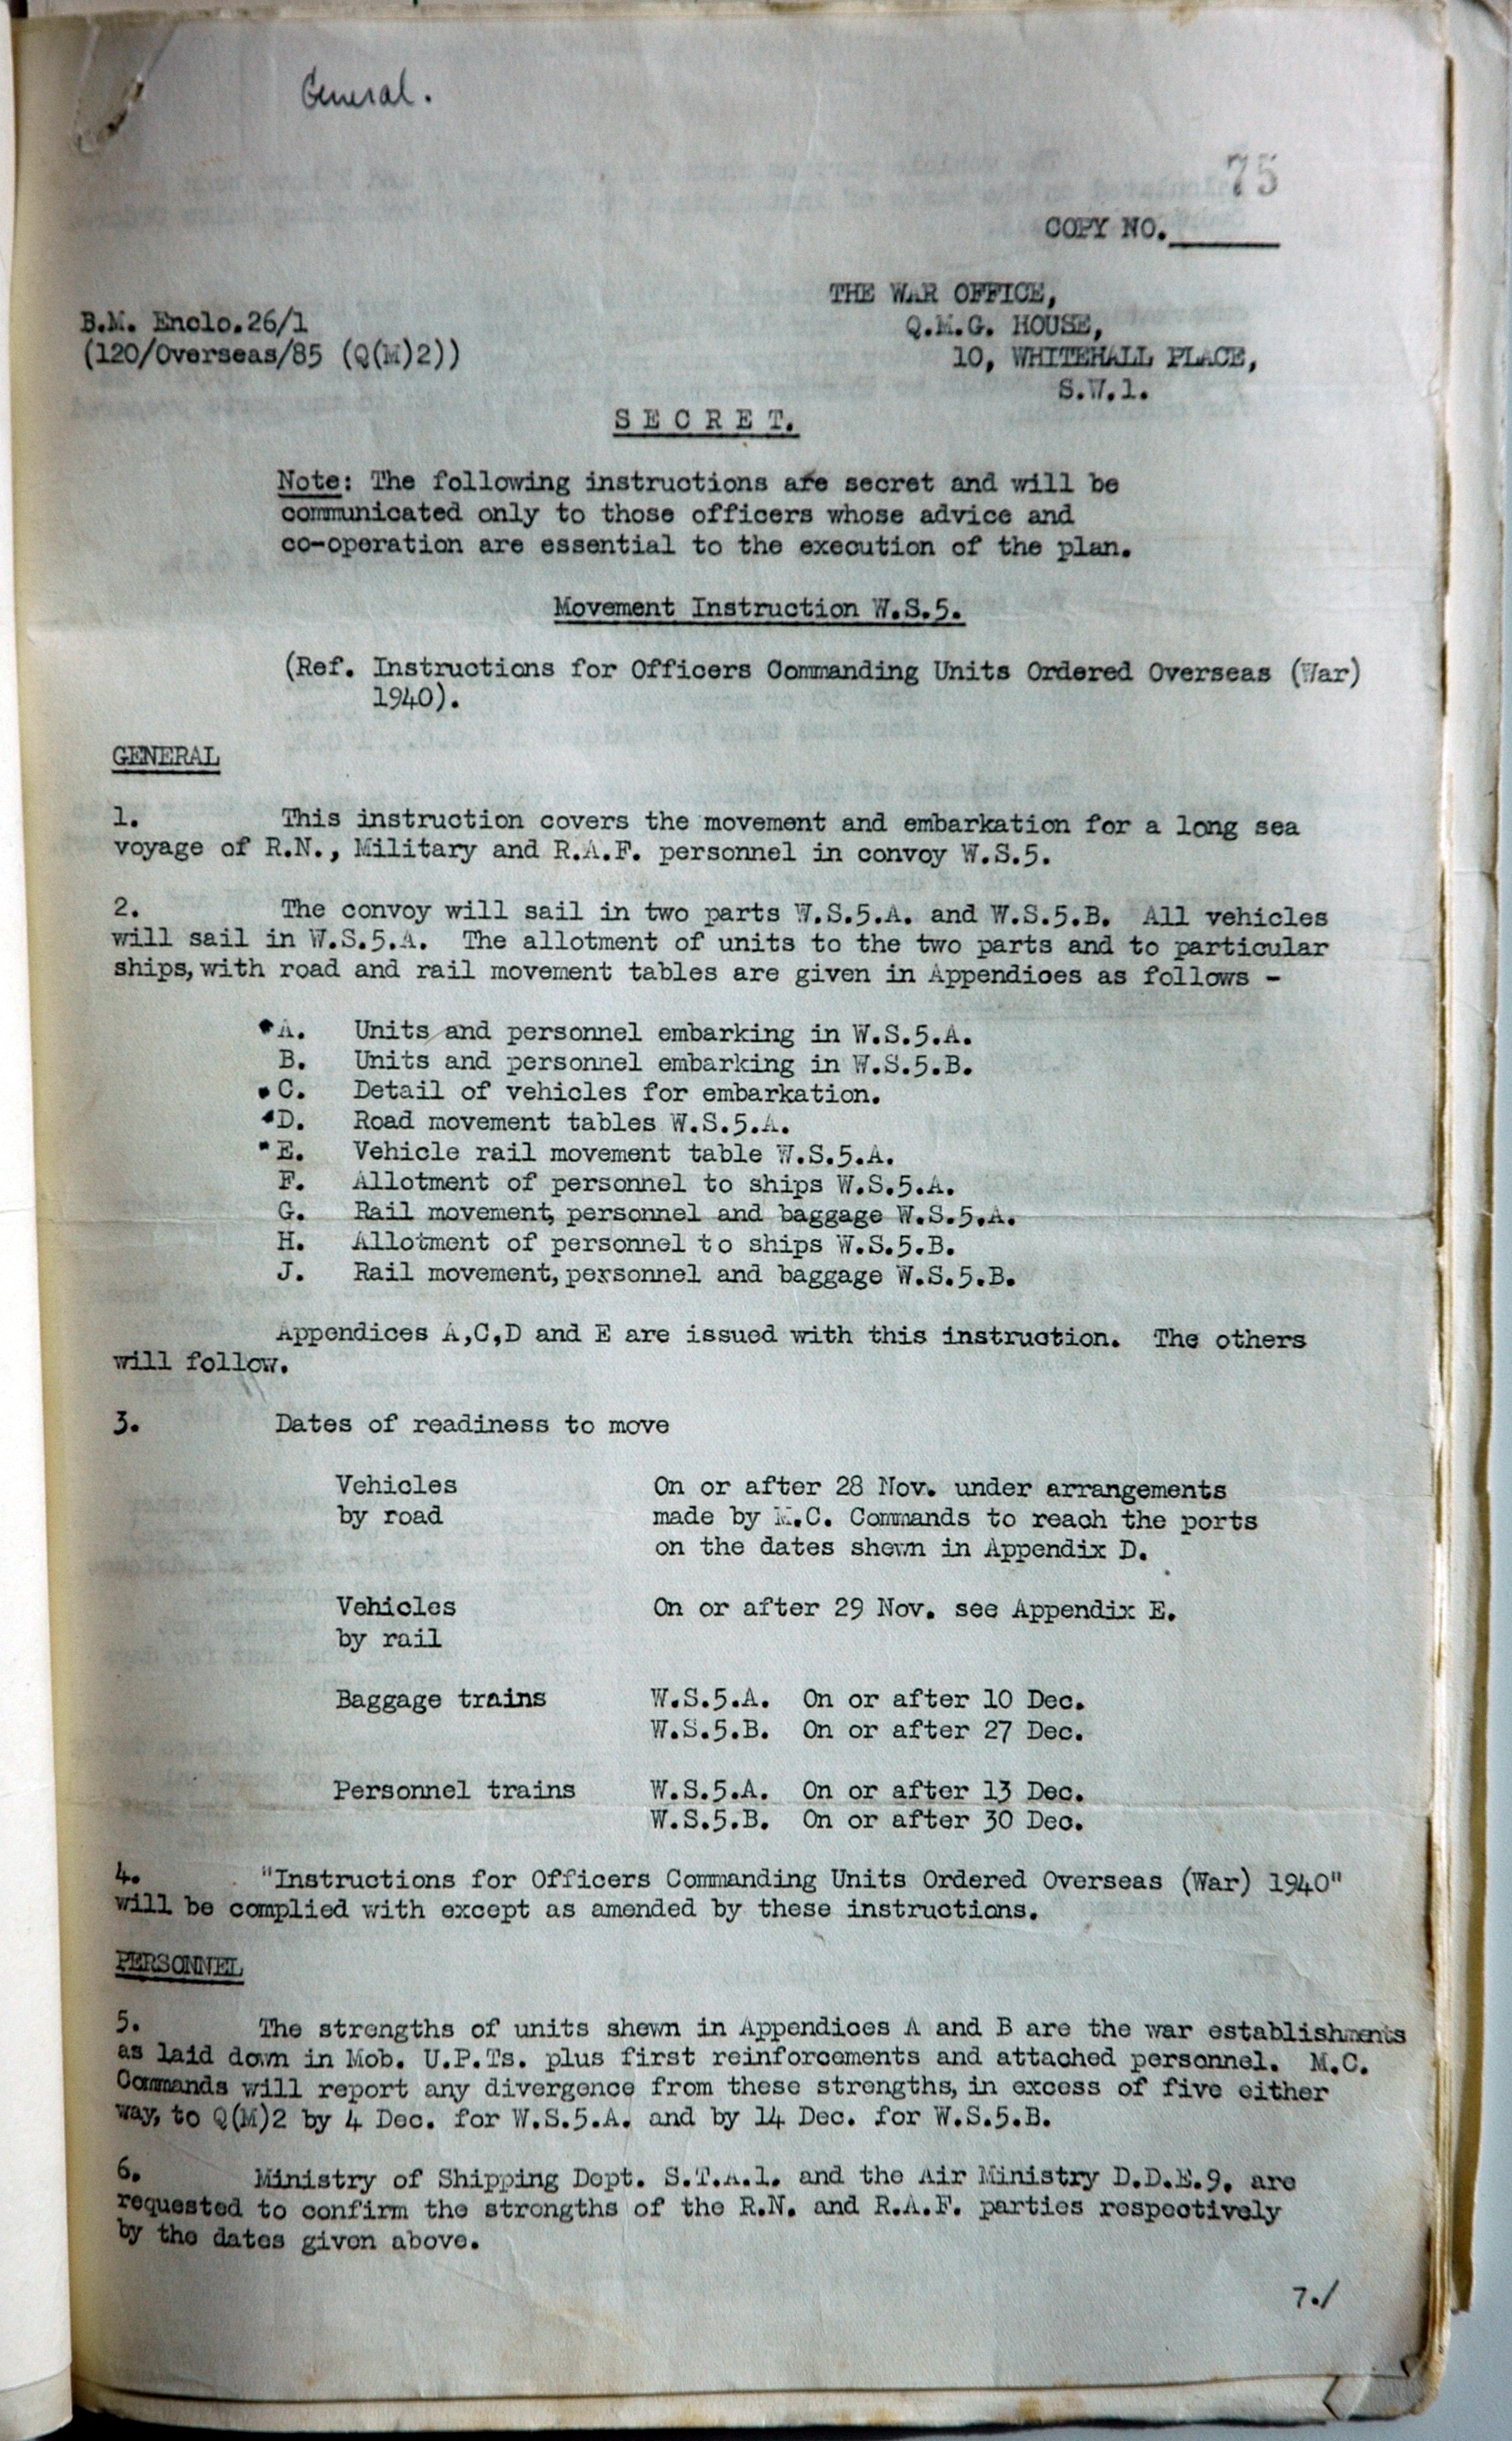 General.
75
COPY NO.
THE WAR OFFICE,
Q.M.G. HOUSE,
10, WHITEHALL PLACE,
S.W.1.
B.M. Enclo.26/1
(120/Overseas/85 (Q(M)2))
S E C R E T.
Note: The following instructions are secret and will be
communicated only to those officers whose advice and
co-operation are essential to the execution of the plan.
Movement Instruction W.S.5.
(Ref. Instructions for Officers Commanding Units Ordered Overseas (War)
1940).
GENERAL
1. This instruction covers the movement and embarkation for a long sea
voyage of R.N., Military and R.A.F. personnel in convoy W.S.5.
2. The convoy will sail in two parts W.S.5.A. and W.S.5.B. All vehicles
will sail in W.S.5.A. The allotment of units to the two parts and to particular
ships, with road and rail movement tables are given in Appendices as follows -
A. Units and personnel embarking in W.S.5.A.
B. Units and personnel embarking in W.S.5.B.
C. Detail of vehicles for embarkation.
D. Road movement tables W.S.5.A.
E. Vehicle rail movement table W.S.5.A.
F. Allotment of personnel to ships W.S.5.A.
G. Rail movement, personnel and baggage W.S.5.A.
H. Allotment of personnel to ships W.S.5.B.
J. Rail movement, personnel and baggage W.S.5.B.
Appendices A,C,D and E are issued with this instruction. The others
will follow.
3. Dates of readiness to move
Vehicles On or after 28 Nov. under arrangements
by road made by M.C. Commands to reach the ports
on the dates shewn in Appendix D.
Vehicles On or after 29 Nov. see Appendix E.
by rail
Baggage trains W.S.5.A. On or after 10 Dec.
W.S.5.B. On or after 27 Dec.
Personnel trains W.S.5.A. On or after 13 Dec.
W.S.5.B. On or after 30 Dec.
4. "Instructions for Officers Commanding Units Ordered Overseas (War) 1940"
will be complied with except as amended by these instructions.
PERSONNEL
5. The strengths of units shewn in Appendices A and B are the war establishments
as laid down in Mob. U.P.Ts. plus first reinforcements and attached personnel. M.C.
Commands will report any divergence from these strengths, in excess of five either
way, to Q(M)2 by 4 Dec. for W.S.5.A. and by 14 Dec. for W.S.5.B.
6. Ministry of Shipping Dept. S.T.A.1. and the Air Ministry D.D.E.9. are
requested to confirm the strengths of the R.N. and R.A.F. parties respectively
by the dates given above.
7./